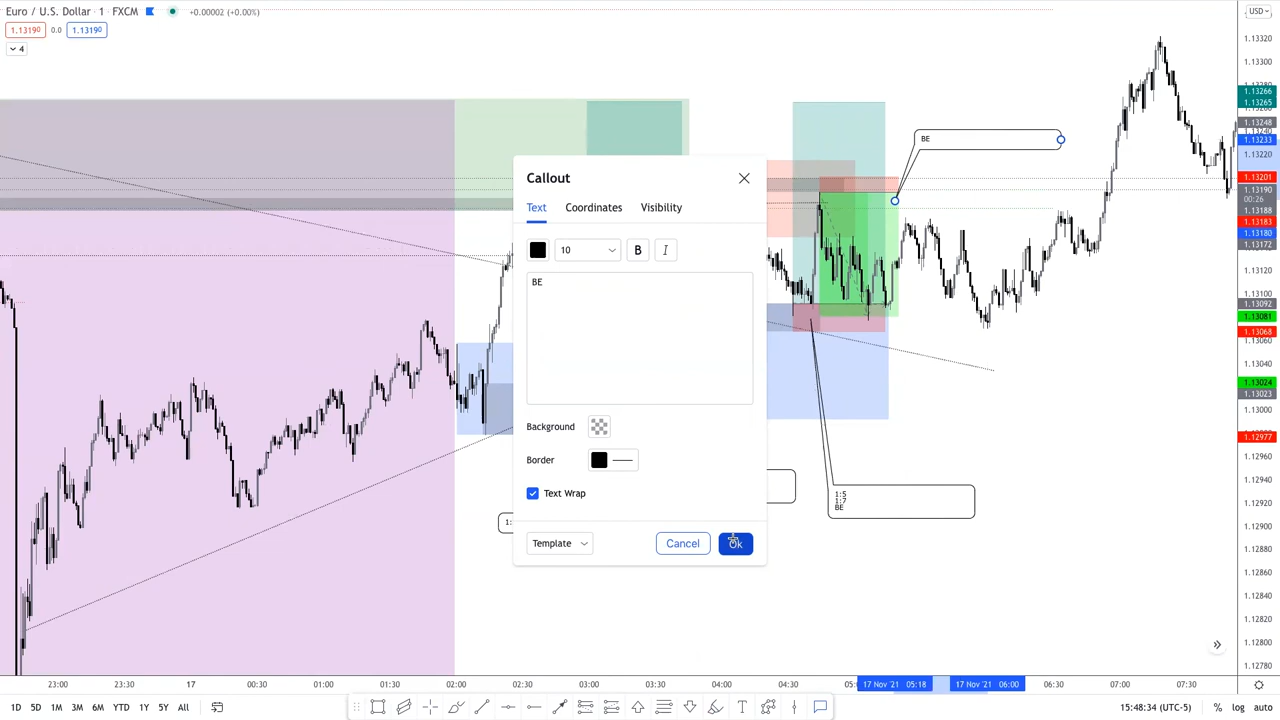 Euro / U.S. Dollar · 1 · FXCM
+0.00002 (+0.00%)
1.13190
0.0
1.13190
4
USD
1.13320
1.13300
1.13266
1.13265
1.13248
1.13240
1.13233
1.13220
1.13201
1.13190
00:26
1.13188
1.13183
1.13180
1.13172
1.13120
1.13100
1.13092
1.13081
1.13068
1.13060
1.13040
1.13024
1.13023
1.13000
1.12977
1.12960
1.12940
1.12920
1.12900
1.12880
1.12860
1.12840
1.12820
1.12800
1.12780
BE
Callout
Text
Coordinates
Visibility
10
B
I
BE
Background
Border
Text Wrap
Template
Cancel
Ok
1:5
1:7
BE
23:00
23:30
17
00:30
01:00
01:30
02:00
02:30
03:00
03:30
04:00
04:30
17 Nov '21
05:18
17 Nov '21
06:00
06:30
07:00
07:30
1D
5D
1M
3M
6M
YTD
1Y
5Y
All
15:48:34 (UTC-5)
%
log
auto